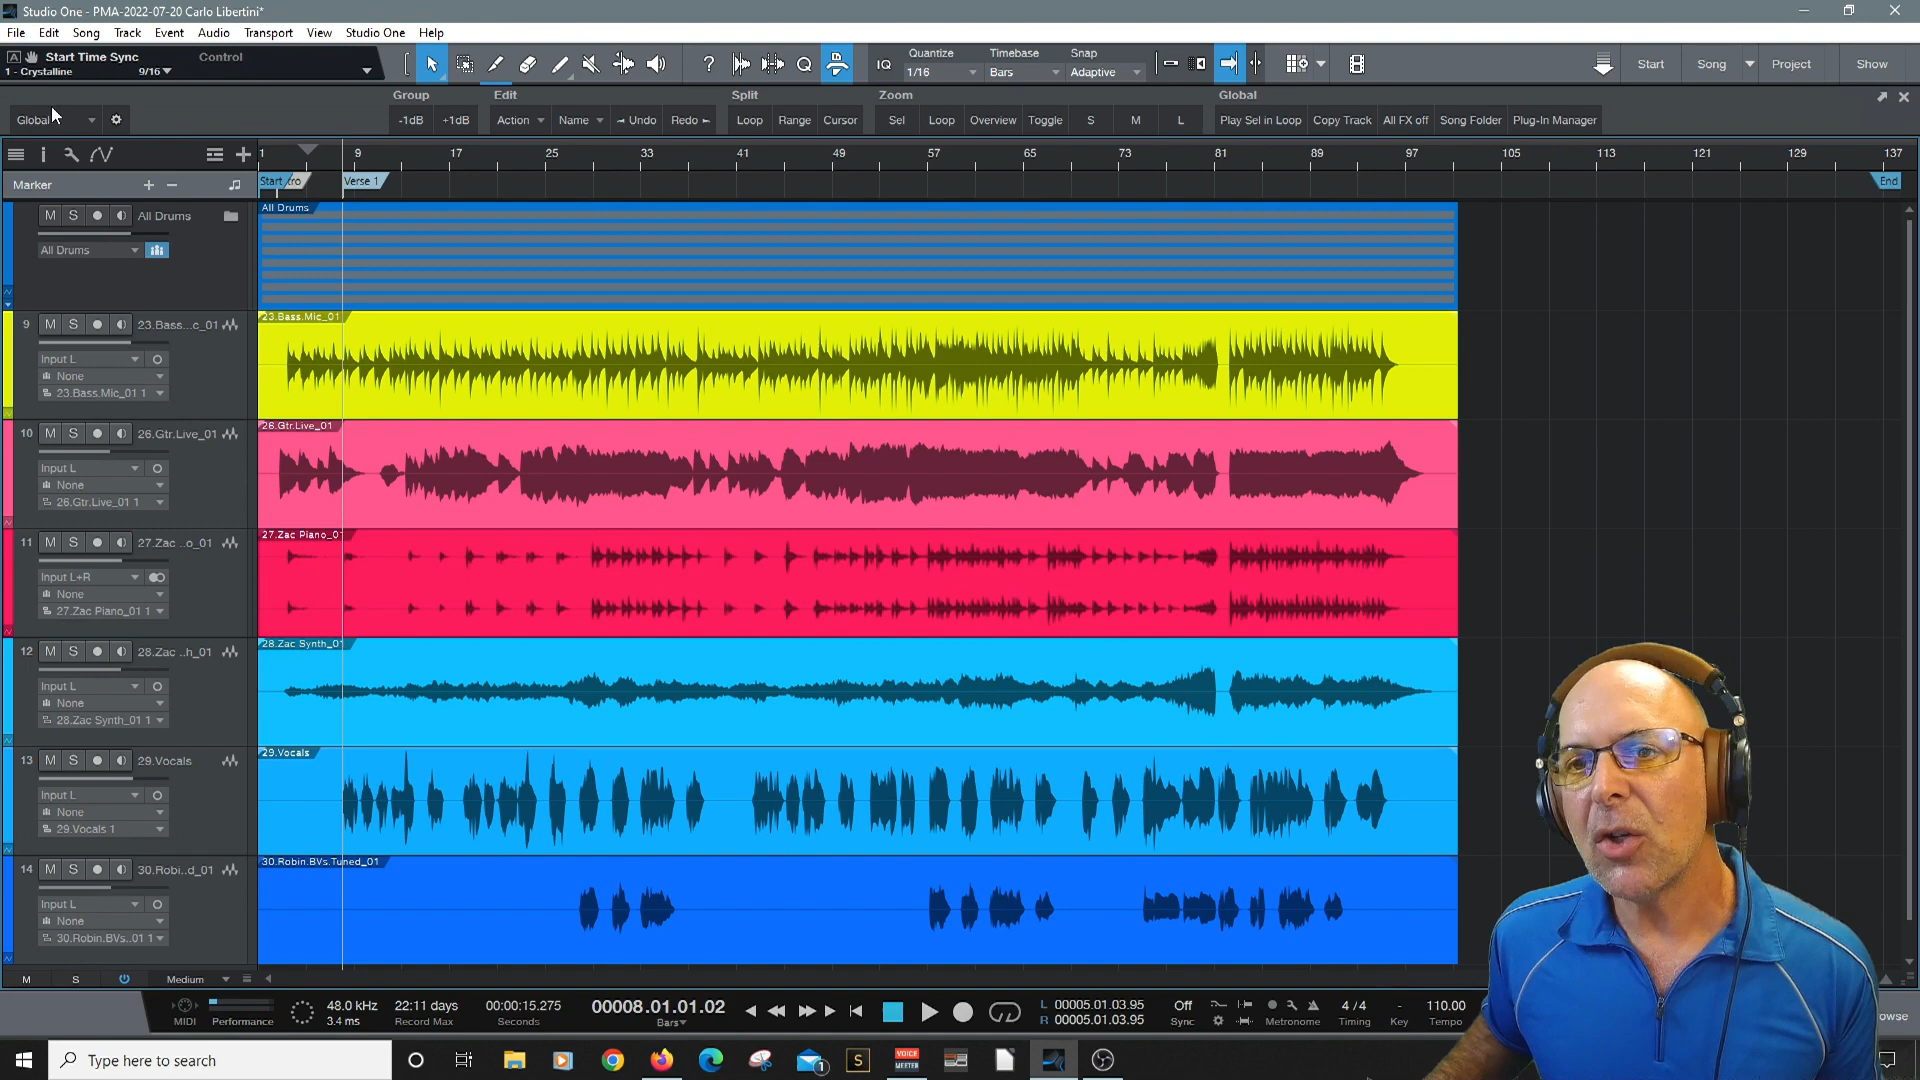 Studio One - PMA-2022-07-20 Carlo Libertini*
File Edit Song Track Event Audio Transport View Studio One Help
A Start Time Sync Control
1 - Crystalline 9/16
? IQ
Quantize Timebase Snap
1/16 Bars Adaptive
Start Song Project Show
Group Edit Split Zoom Global
Global -1dB +1dB Action Name Undo Redo Loop Range Cursor Sel Loop Overview Toggle S M L Play Sel in Loop Copy Track All FX off Song Folder Plug-In Manager
1 9 17 25 33 41 49 57 65 73 81 89 97 105 113 121 129 137
Marker + − Start tro Verse 1 End
M S All Drums
All Drums
All Drums
9 M S 23.Bass...c_01
Input L
None
23.Bass.Mic_01 1
23.Bass.Mic_01
10 M S 26.Gtr.Live_01
Input L
None
26.Gtr.Live_01 1
26.Gtr.Live_01
11 M S 27.Zac ..o_01
Input L+R
None
27.Zac Piano_01 1
27.Zac Piano_01
12 M S 28.Zac ..h_01
Input L
None
28.Zac Synth_01 1
28.Zac Synth_01
13 M S 29.Vocals
Input L
None
29.Vocals 1
29.Vocals
14 M S 30.Robi..d_01
Input L
None
30.Robin.BVs..01 1
30.Robin.BVs.Tuned_01
M S Medium
MIDI Performance
48.0 kHz
3.4 ms
22:11 days
Record Max
00:00:15.275
Seconds
00008.01.01.02
Bars
L 00005.01.03.95
R 00005.01.03.95
Off
Sync
Metronome
4 / 4
Timing
-
Key
110.00
Tempo
owse
Type here to search
1
S
VOICE
MEETER